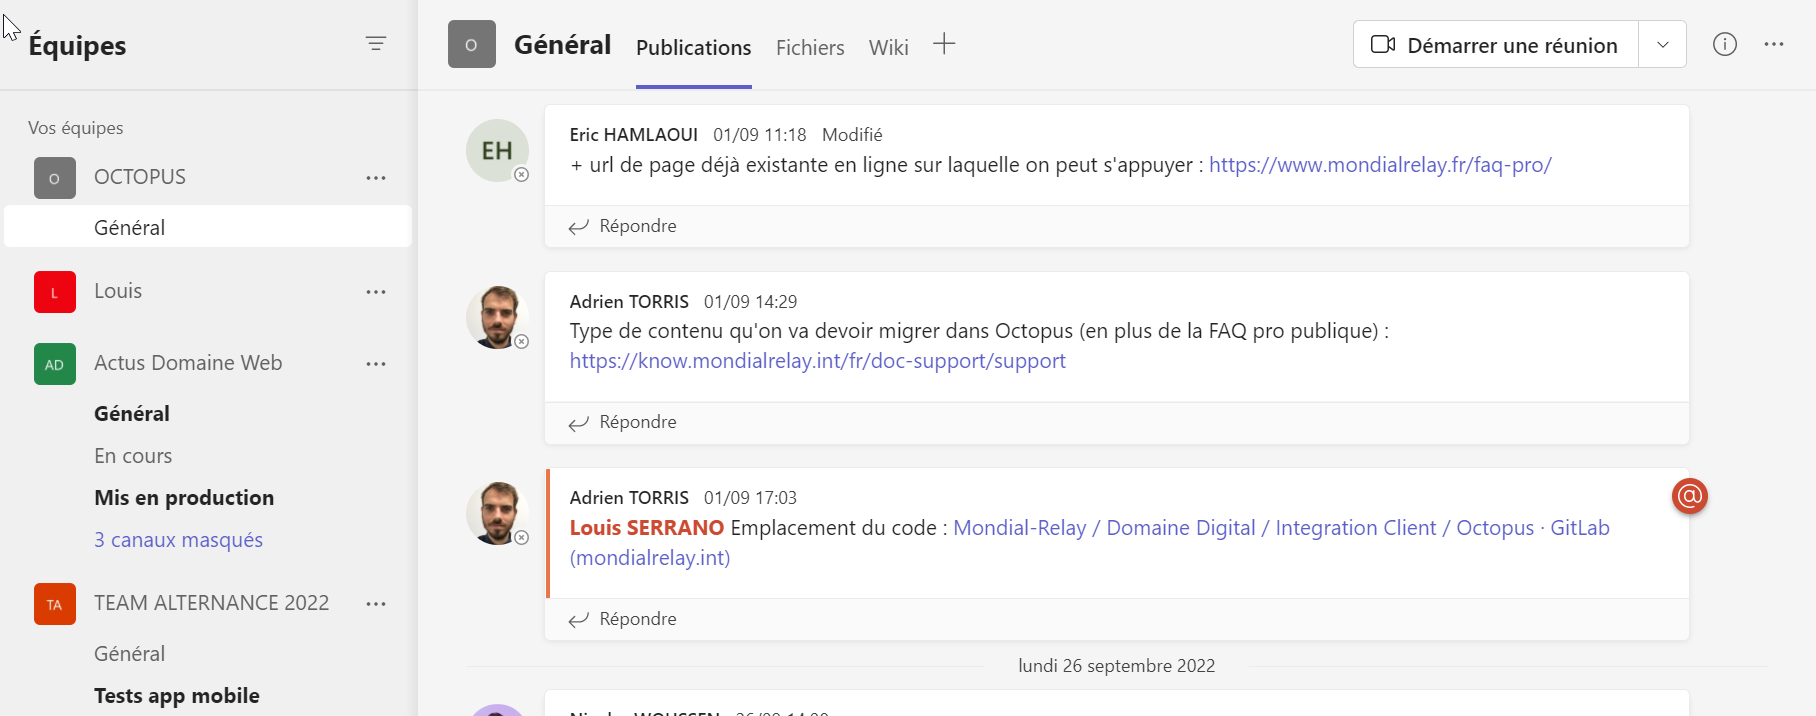 Équipes
Vos équipes
O
OCTOPUS
Général
L
Louis
AD
Actus Domaine Web
Général
En cours
Mis en production
3 canaux masqués
TA
TEAM ALTERNANCE 2022
Général
Tests app mobile
O
Général
Publications
Fichiers
Wiki
Démarrer une réunion
EH
Eric HAMLAOUI 01/09 11:18 Modifié
+ url de page déjà existante en ligne sur laquelle on peut s'appuyer : https://www.mondialrelay.fr/faq-pro/
Répondre
Adrien TORRIS 01/09 14:29
Type de contenu qu'on va devoir migrer dans Octopus (en plus de la FAQ pro publique) :
https://know.mondialrelay.int/fr/doc-support/support
Répondre
Adrien TORRIS 01/09 17:03
@
Louis SERRANO Emplacement du code : Mondial-Relay / Domaine Digital / Integration Client / Octopus · GitLab
(mondialrelay.int)
Répondre
lundi 26 septembre 2022